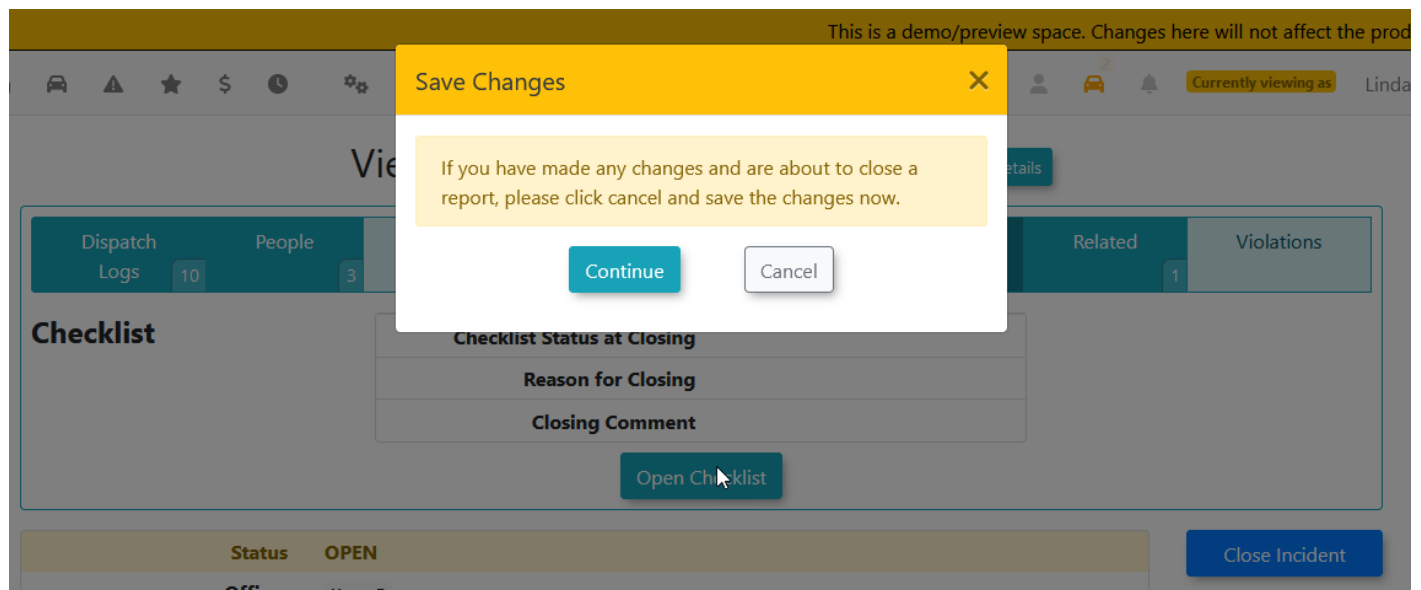 This is a demo/preview space. Changes here will not affect the prod
Save Changes
2
$
Currently viewing as
Linda
Vie
etails
If you have made any changes and are about to close a
report, please click cancel and save the changes now.
Continue
Cancel
Dispatch
Logs 10
People
3
Related
1
Violations
Checklist
Checklist Status at Closing
Reason for Closing
Closing Comment
Open Checklist
Status OPEN
Close Incident